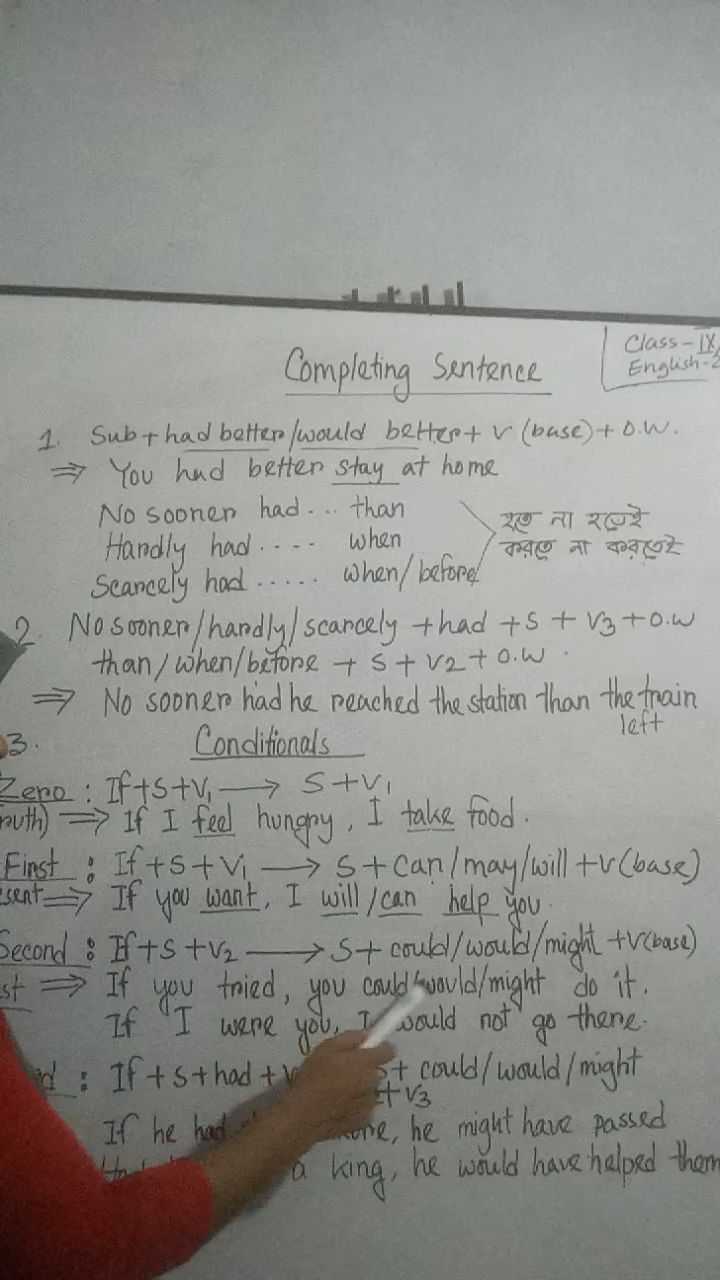 Class-IX
English-2
Completing Sentence
1. Sub + had better/would better + V (base) + O.W.
⇒ You had better stay at home
No sooner had... than
Hardly had .... when
Scarcely had ..... when/before
হতে না হতেই
করতে না করতেই
2. No sooner/hardly/scarcely + had + S + V3 + O.W
than/when/before + S + V2 + O.W.
⇒ No sooner had he reached the station than the train
left
3. Conditionals
Zero : If + S + V1 → S + V1
ruth) ⇒ If I feel hungry, I take food.
First : If + S + V1 → S + can/may/will + V (base)
sent ⇒ If you want, I will/can help you.
Second : If + S + V2 → S + could/would/might + V (base)
st ⇒ If you tried, you could/would/might do it.
If I were you, I would not go there.
d : If + S + had + + could/would/might
+ V3
If he had he might have passed
a king, he would have helped them